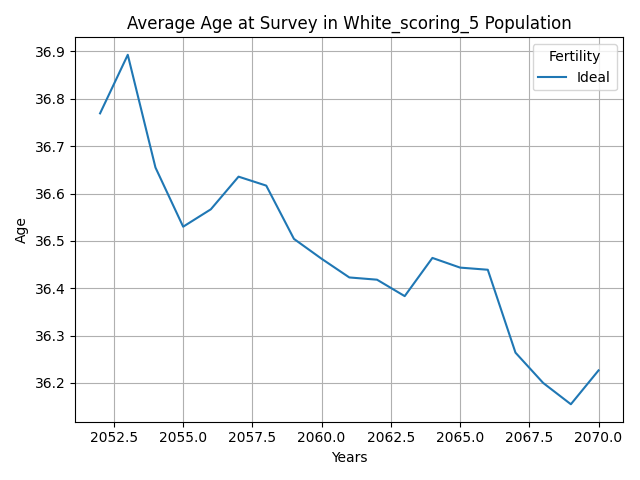 Average Age at Survey in White_scoring_5 Population
Fertility
Ideal
36.9
36.8
36.7
36.6
36.5
36.4
36.3
36.2
Age
2052.5 2055.0 2057.5 2060.0 2062.5 2065.0 2067.5 2070.0
Years